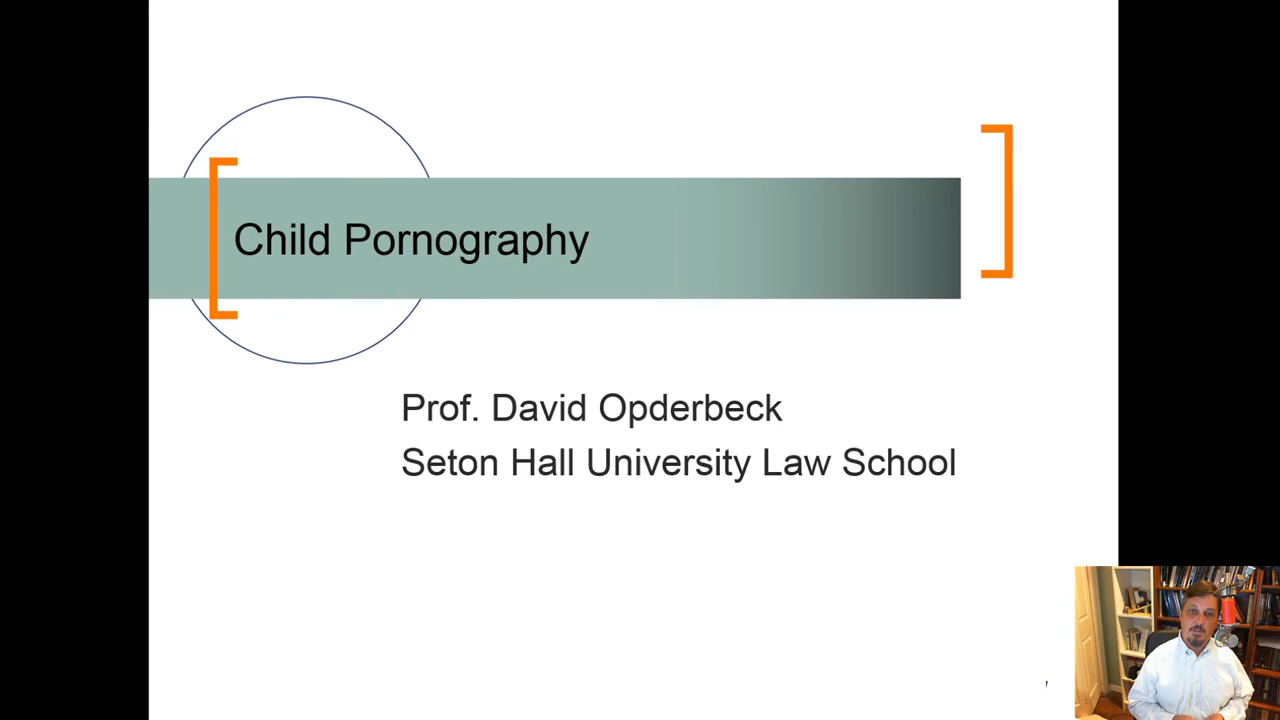 Child Pornography
Prof. David Opderbeck
Seton Hall University Law School